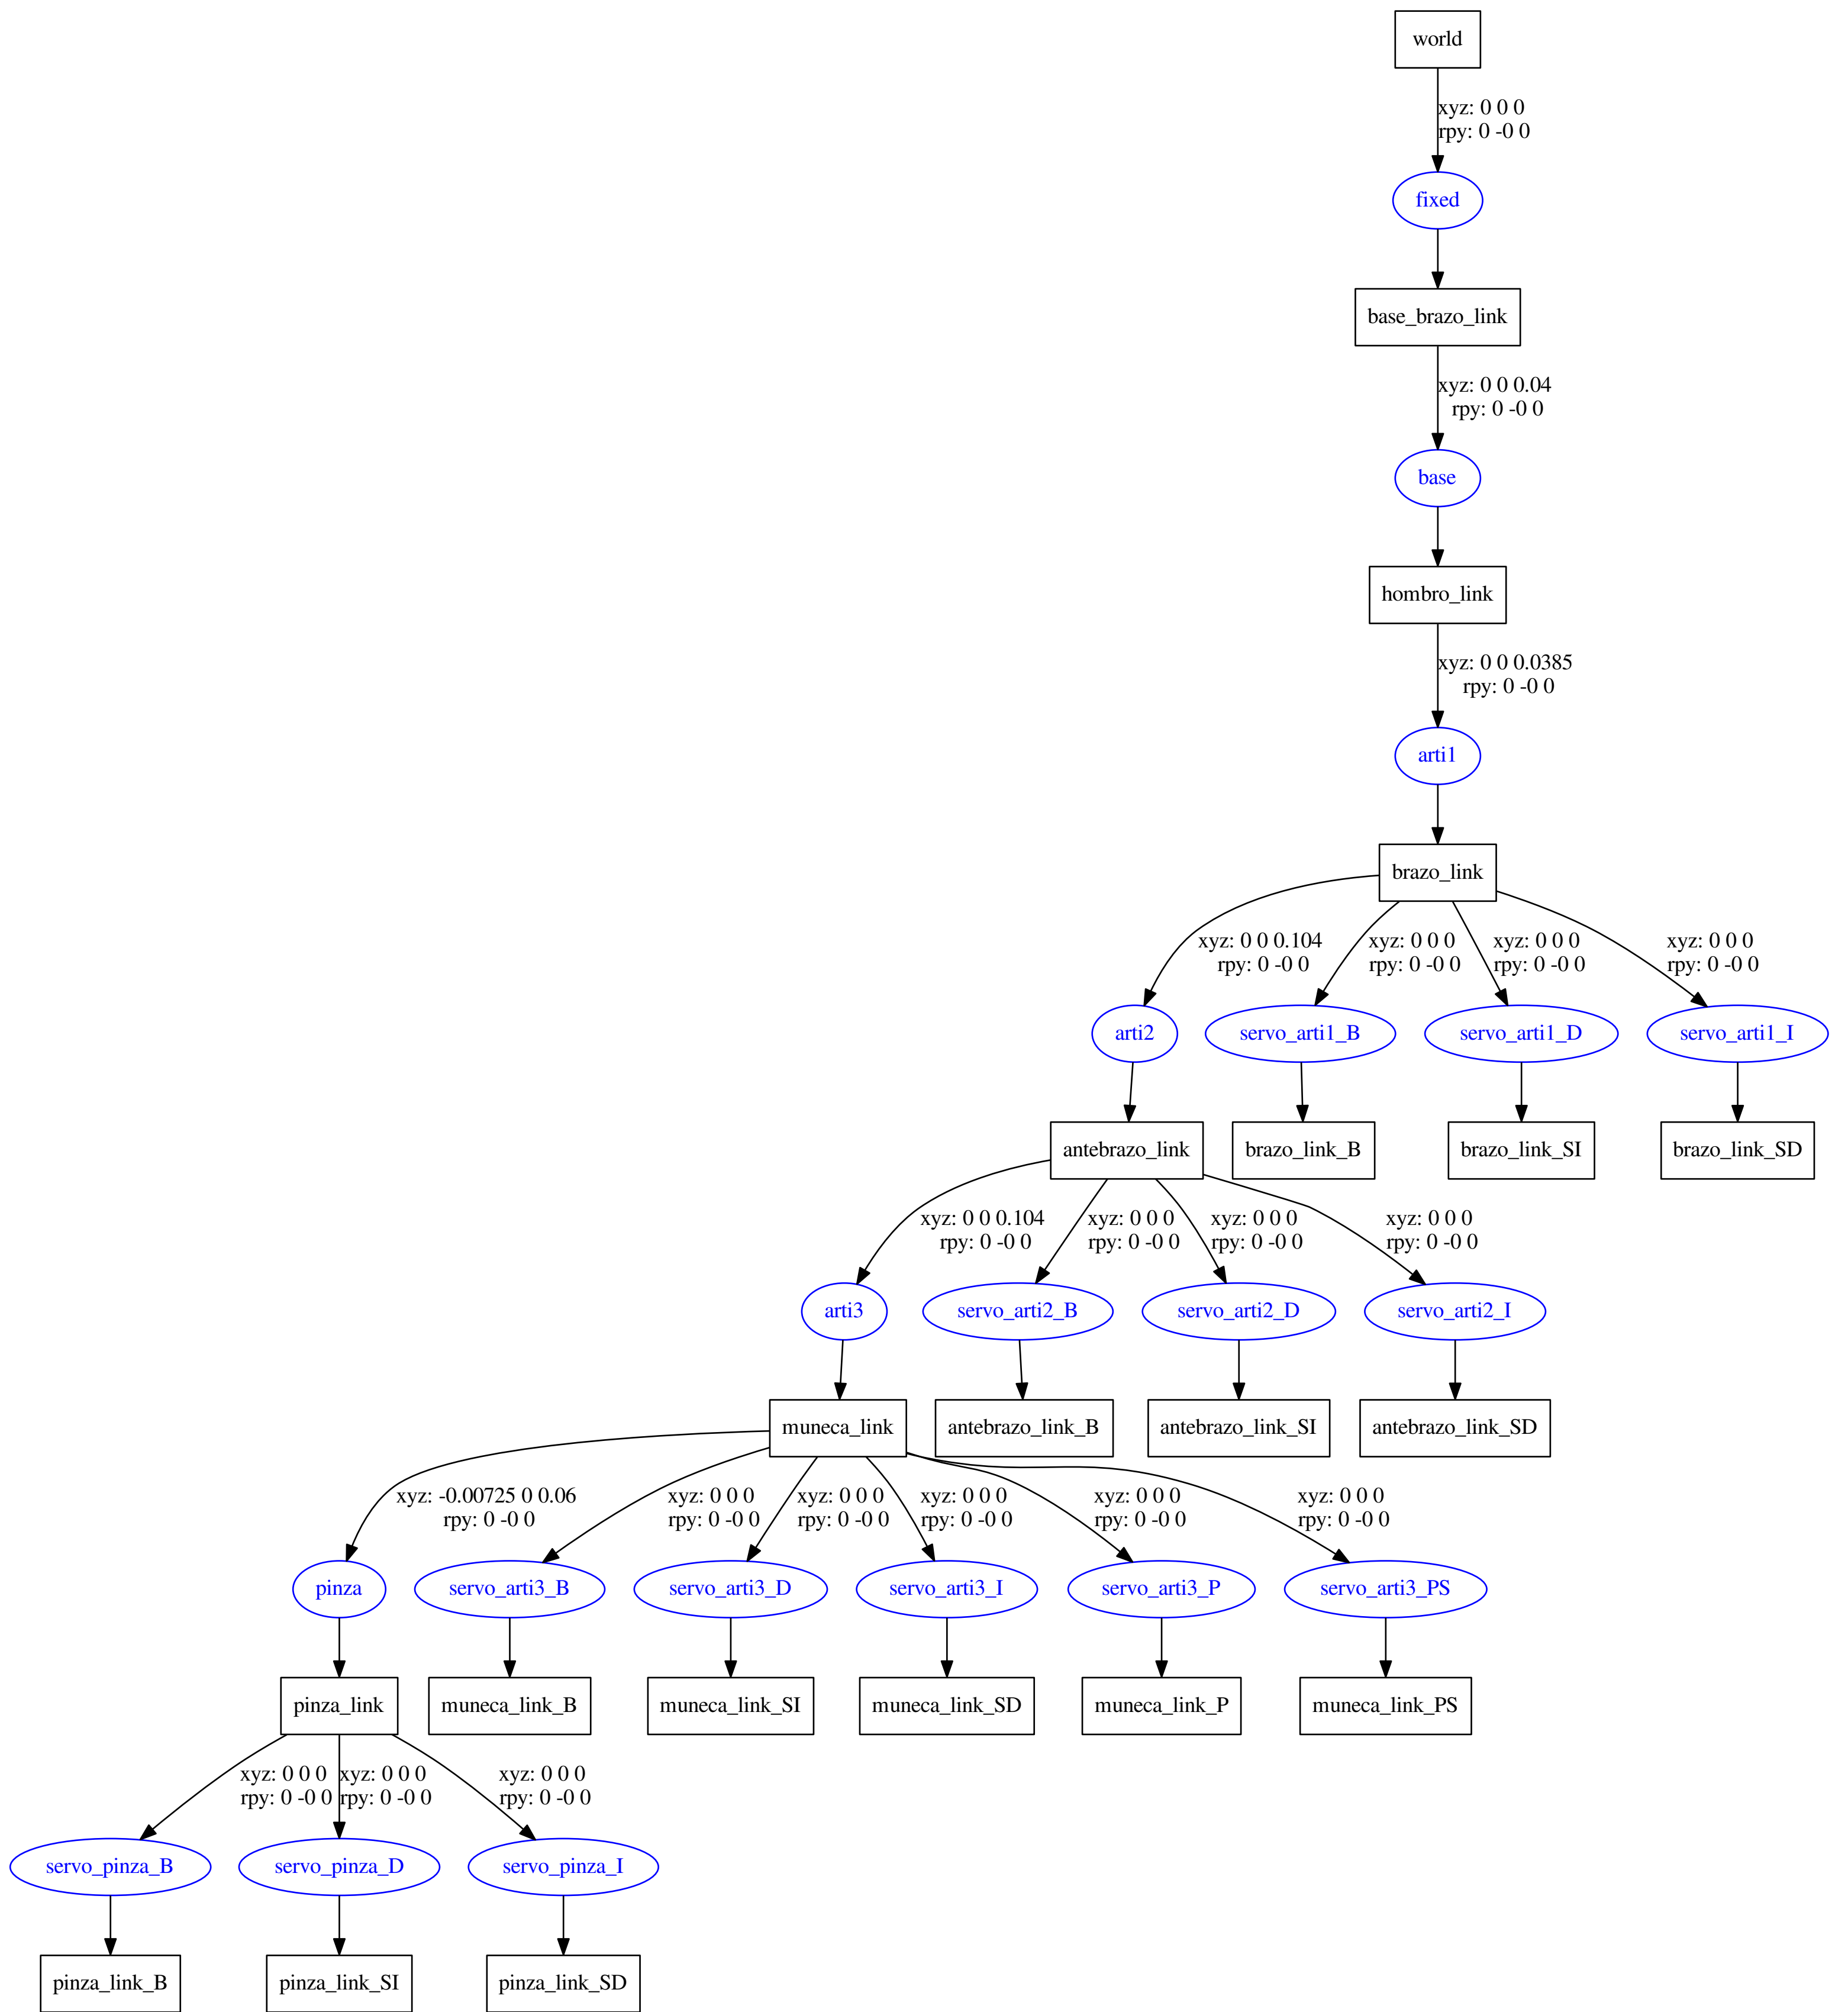 world
xyz: 0 0 0
rpy: 0 -0 0
fixed
base_brazo_link
xyz: 0 0 0.04
rpy: 0 -0 0
base
hombro_link
xyz: 0 0 0.0385
rpy: 0 -0 0
arti1
brazo_link
xyz: 0 0 0.104
rpy: 0 -0 0
xyz: 0 0 0
rpy: 0 -0 0
xyz: 0 0 0
rpy: 0 -0 0
xyz: 0 0 0
rpy: 0 -0 0
arti2
servo_arti1_B
servo_arti1_D
servo_arti1_I
antebrazo_link
brazo_link_B
brazo_link_SI
brazo_link_SD
xyz: 0 0 0.104
rpy: 0 -0 0
xyz: 0 0 0
rpy: 0 -0 0
xyz: 0 0 0
rpy: 0 -0 0
xyz: 0 0 0
rpy: 0 -0 0
arti3
servo_arti2_B
servo_arti2_D
servo_arti2_I
muneca_link
antebrazo_link_B
antebrazo_link_SI
antebrazo_link_SD
xyz: -0.00725 0 0.06
rpy: 0 -0 0
xyz: 0 0 0
rpy: 0 -0 0
xyz: 0 0 0
rpy: 0 -0 0
xyz: 0 0 0
rpy: 0 -0 0
xyz: 0 0 0
rpy: 0 -0 0
xyz: 0 0 0
rpy: 0 -0 0
pinza
servo_arti3_B
servo_arti3_D
servo_arti3_I
servo_arti3_P
servo_arti3_PS
pinza_link
muneca_link_B
muneca_link_SI
muneca_link_SD
muneca_link_P
muneca_link_PS
xyz: 0 0 0
rpy: 0 -0 0
xyz: 0 0 0
rpy: 0 -0 0
xyz: 0 0 0
rpy: 0 -0 0
servo_pinza_B
servo_pinza_D
servo_pinza_I
pinza_link_B
pinza_link_SI
pinza_link_SD